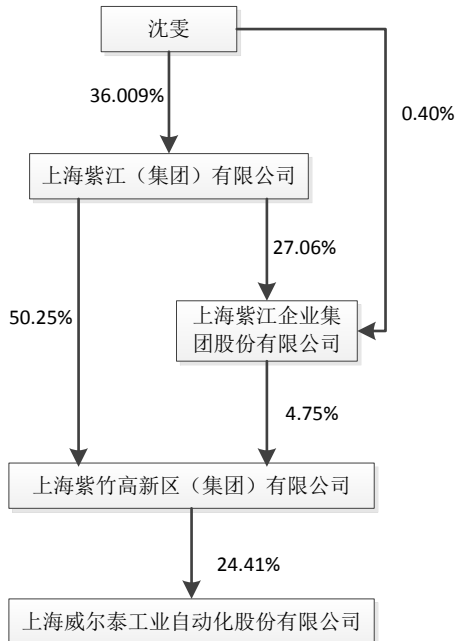 沈雯
36.009%
0.40%
上海紫江（集团）有限公司
27.06%
50.25%
上海紫江企业集
团股份有限公司
4.75%
上海紫竹高新区（集团）有限公司
24.41%
上海威尔泰工业自动化股份有限公司